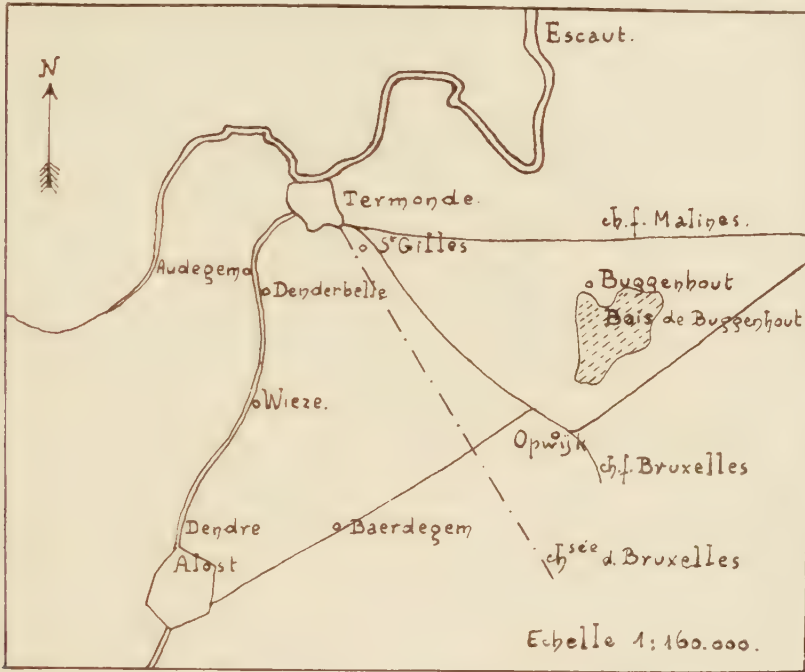 Escaut.
N
Termonde.
ch.f. Malines.
St Gilles
Audegem
Buggenhout
Denderbelle
Bois de Buggenhout
Wieze.
Opwijk
ch.f. Bruxelles
Dendre
Baerdegem
Alost
chsée d. Bruxelles
Echelle 1:160.000.